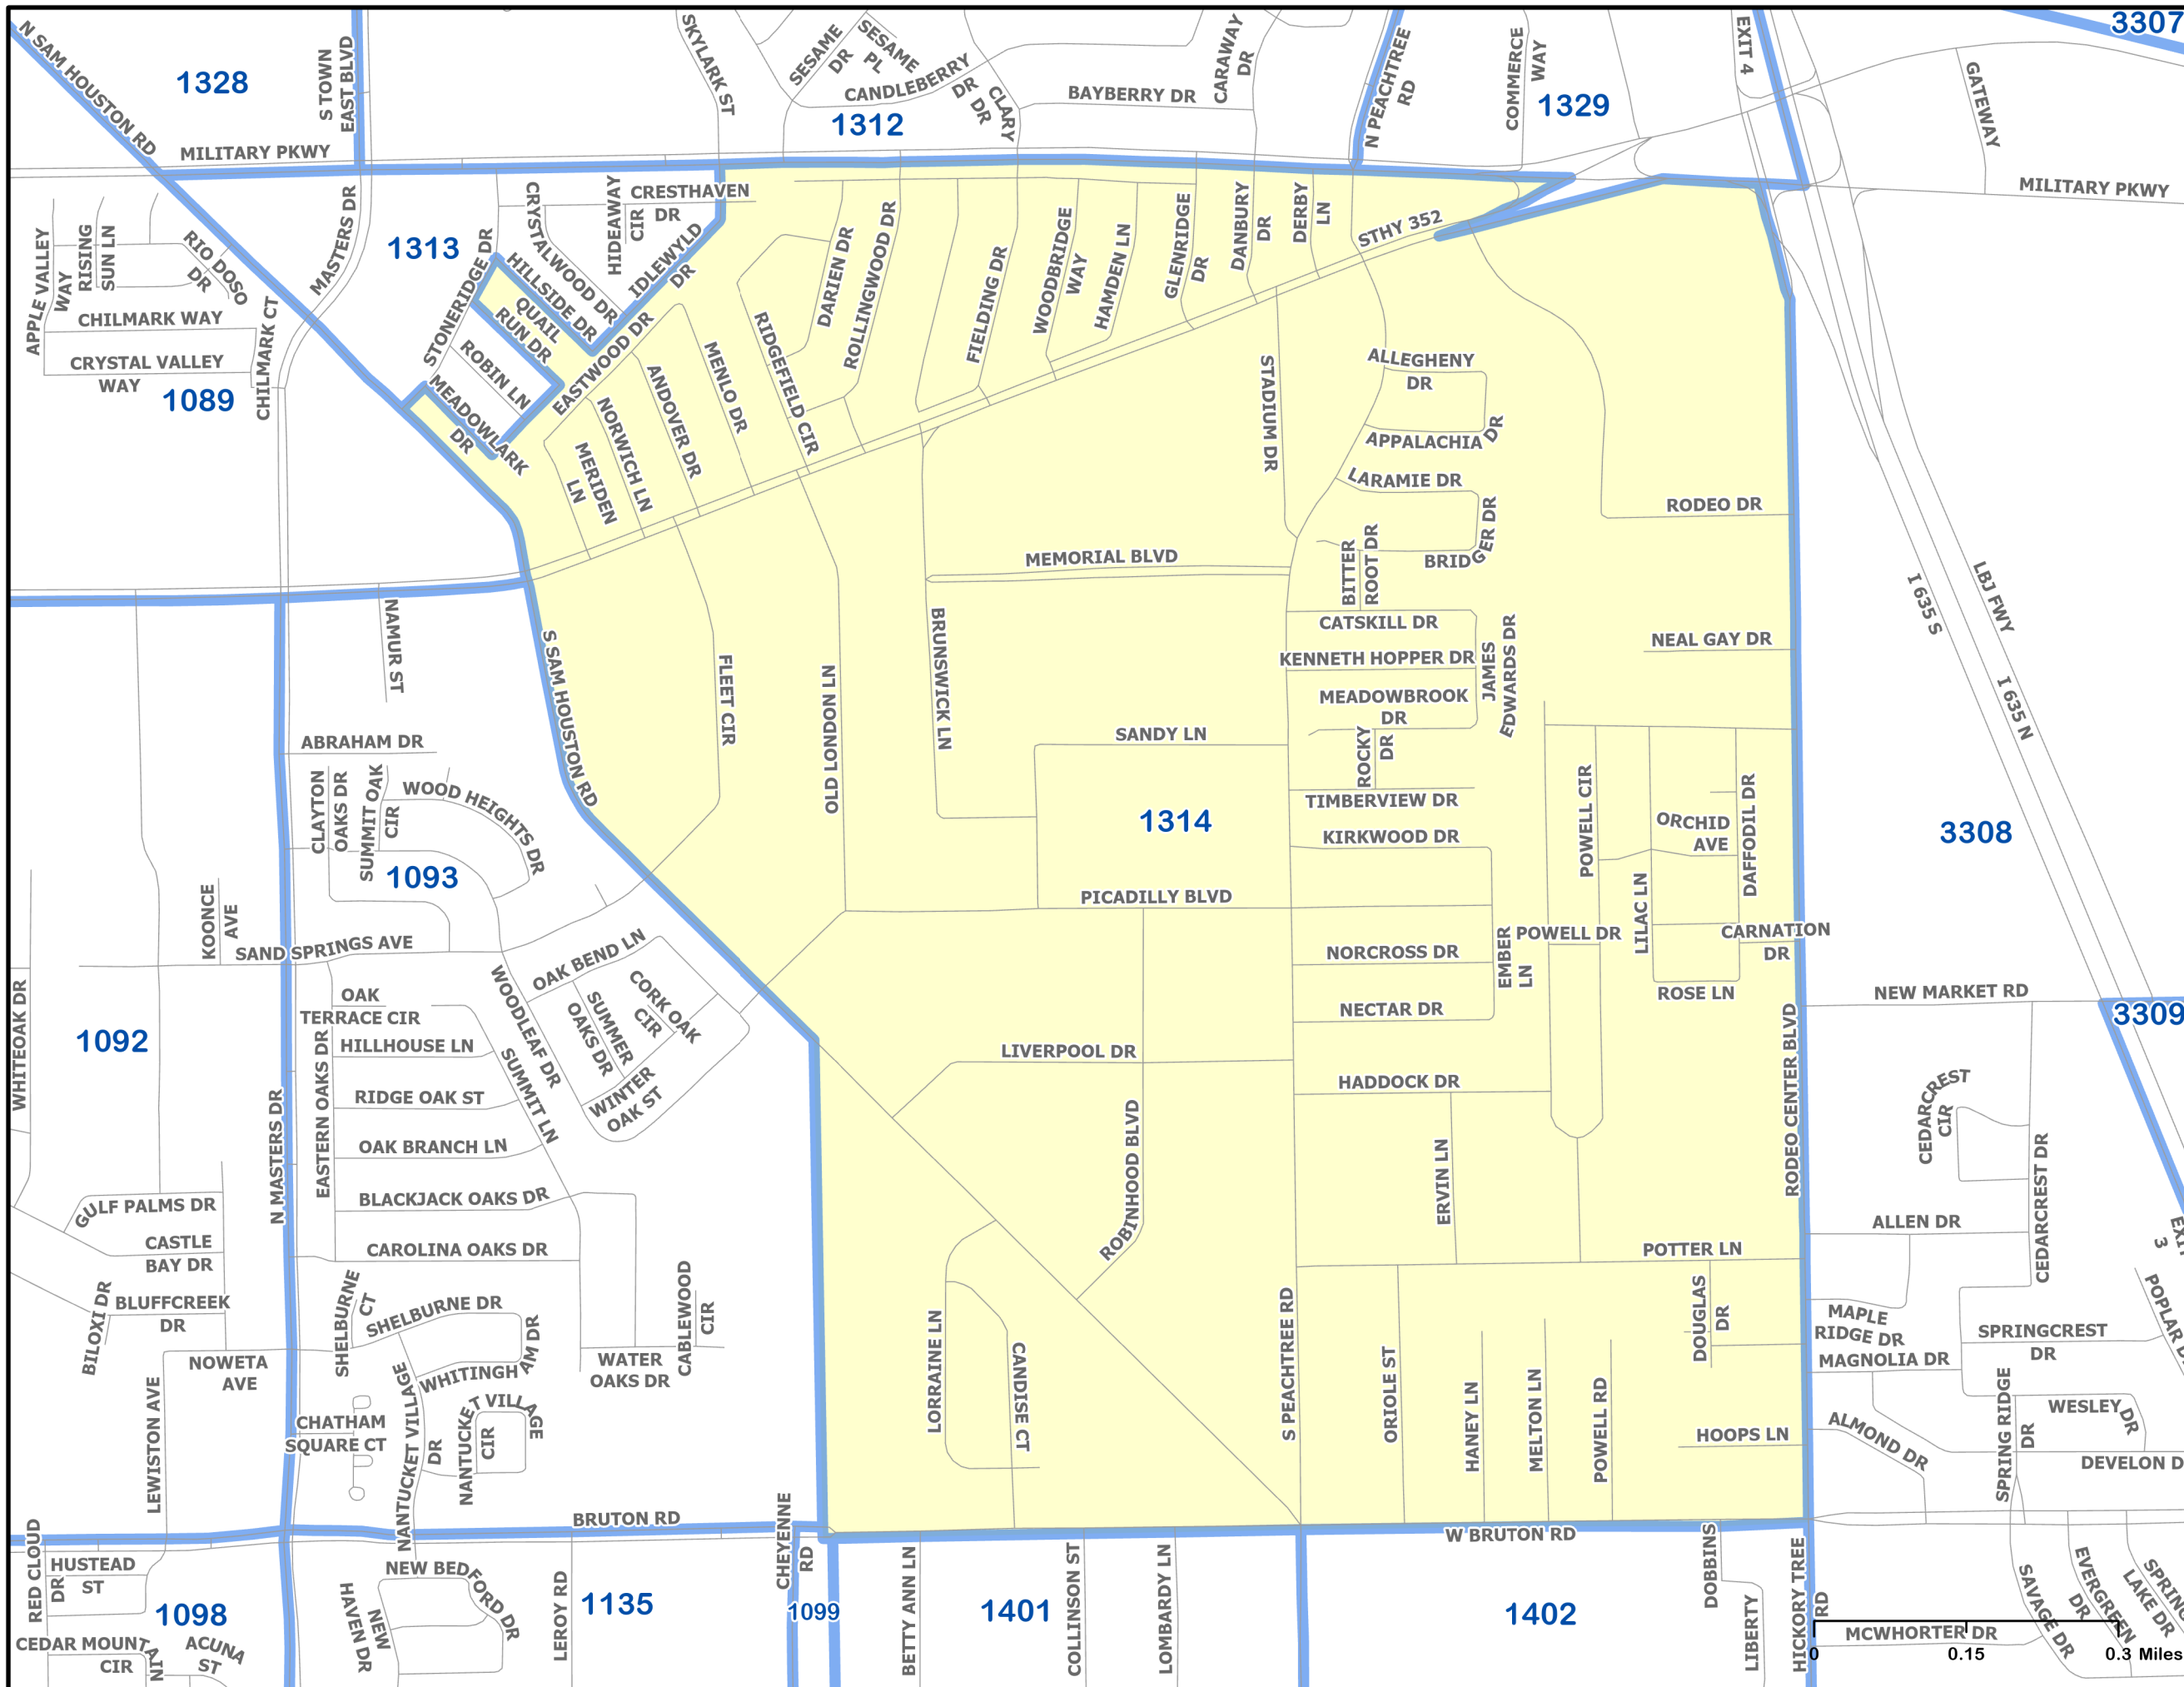 N SAM HOUSTON RD
1328
S TOWN
EAST BLVD
SKYLARK ST
SESAME
DR
SESAME
PL
CANDLEBERRY
DR
CLARY
DR
BAYBERRY DR
CARAWAY
DR
1312
N PEACHTREE
RD
COMMERCE
WAY
1329
EXIT 4
3307
GATEWAY
MILITARY PKWY
MILITARY PKWY
MASTERS DR
1313
APPLE VALLEY
WAY
RISING
SUN LN
RIO DOSO
DR
CHILMARK WAY
CRYSTAL VALLEY
WAY
1089
CHILMARK CT
STONERIDGE DR
CRYSTALWOOD DR
HIDEAWAY
CIR
CRESTHAVEN
DR
IDLEWYLD
DR
HILLSIDE DR
QUAIL
RUN DR
ROBIN LN
MEADOWLARK
DR
EASTWOOD DR
MERIDEN
LN
NORWICH LN
ANDOVER DR
MENLO DR
RIDGEFIELD CIR
DARIEN DR
ROLLINGWOOD DR
FIELDING DR
WOODBRIDGE
WAY
HAMDEN LN
GLENRIDGE
DR
DANBURY
DR
DERBY
LN
STHY 352
STADIUM DR
ALLEGHENY
DR
APPALACHIA
DR
LARAMIE DR
BRIDGER DR
BITTER
ROOT DR
RODEO DR
MEMORIAL BLVD
CATSKILL DR
KENNETH HOPPER DR
JAMES
EDWARDS DR
MEADOWBROOK
DR
NEAL GAY DR
I 635 S
LBJ FWY
I 635 N
NAMUR ST
S SAM HOUSTON RD
FLEET CIR
OLD LONDON LN
BRUNSWICK LN
SANDY LN
ROCKY
DR
TIMBERVIEW DR
1314
KIRKWOOD DR
POWELL CIR
ORCHID
AVE
DAFFODIL DR
LILAC LN
3308
ABRAHAM DR
CLAYTON
OAKS DR
SUMMIT OAK
CIR
WOOD HEIGHTS DR
1093
KOONCE
AVE
SAND SPRINGS AVE
PICADILLY BLVD
NORCROSS DR
EMBER
LN
POWELL DR
CARNATION
DR
ROSE LN
NECTAR DR
NEW MARKET RD
3309
WHITEOAK DR
1092
OAK
TERRACE CIR
WOODLEAF DR
OAK BEND LN
SUMMER
OAKS DR
CORK OAK
CIR
WINTER
OAK ST
HILLHOUSE LN
EASTERN OAKS DR
RIDGE OAK ST
SUMMIT LN
OAK BRANCH LN
N MASTERS DR
BLACKJACK OAKS DR
CAROLINA OAKS DR
LIVERPOOL DR
HADDOCK DR
ROBINHOOD BLVD
ERVIN LN
RODEO CENTER BLVD
CEDARCREST
CIR
CEDARCREST DR
ALLEN DR
EXIT
3
POTTER LN
GULF PALMS DR
CASTLE
BAY DR
BLUFFCREEK
DR
BILOXI DR
SHELBURNE
CT
SHELBURNE DR
CABLEWOOD
CIR
WATER
OAKS DR
NOWETA
AVE
WHITINGHAM DR
NANTUCKET VILLAGE
DR
NANTUCKET VILLAGE
CIR
CHATHAM
SQUARE CT
LEWISTON AVE
LORRAINE LN
CANDISE CT
S PEACHTREE RD
ORIOLE ST
HANEY LN
MELTON LN
POWELL RD
DOUGLAS
DR
HOOPS LN
MAPLE
RIDGE DR
MAGNOLIA DR
SPRINGCREST
DR
SPRING RIDGE
DR
WESLEY DR
ALMOND DR
DEVELON D
BRUTON RD
W BRUTON RD
CHEYENNE
RD
RED CLOUD
DR
HUSTEAD
ST
1098
CEDAR MOUNTAIN
CIR
ACUNA
ST
NEW BEDFORD DR
NEW
HAVEN DR
LEROY RD
1135
1099
BETTY ANN LN
1401
COLLINSON ST
LOMBARDY LN
1402
DOBBINS
LIBERTY
HICKORY TREE
RD
MCWHORTER DR
SAVAGE DR
EVERGREEN
DR
LAKE DR
0
0.15
0.3 Miles